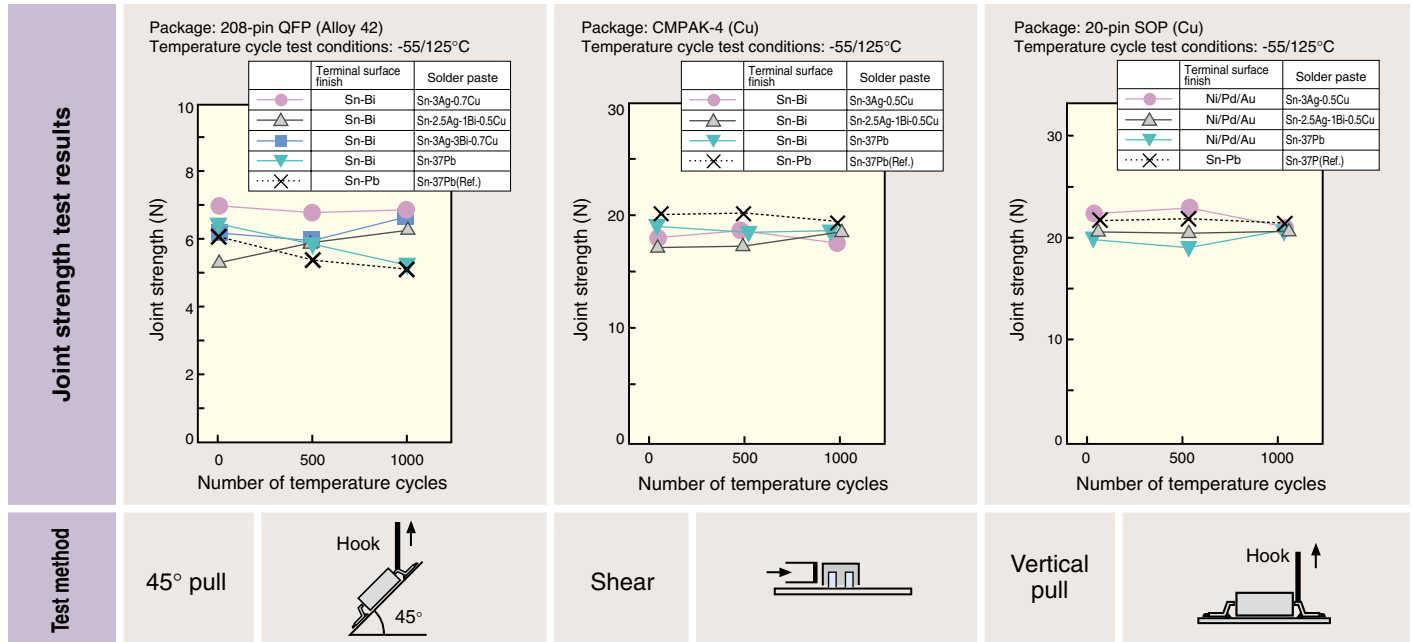 Joint strength test results
Package: 208-pin QFP (Alloy 42)
Temperature cycle test conditions: -55/125°C
Terminal surface finish Solder paste
Sn-Bi Sn-3Ag-0.7Cu
Sn-Bi Sn-2.5Ag-1Bi-0.5Cu
Sn-Bi Sn-3Ag-3Bi-0.7Cu
Sn-Bi Sn-37Pb
Sn-Pb Sn-37Pb(Ref.)
Joint strength (N)
10
8
6
4
2
0
0 500 1000
Number of temperature cycles
Package: CMPAK-4 (Cu)
Temperature cycle test conditions: -55/125°C
Terminal surface finish Solder paste
Sn-Bi Sn-3Ag-0.5Cu
Sn-Bi Sn-2.5Ag-1Bi-0.5Cu
Sn-Bi Sn-37Pb
Sn-Pb Sn-37Pb(Ref.)
Joint strength (N)
30
20
10
0
0 500 1000
Number of temperature cycles
Package: 20-pin SOP (Cu)
Temperature cycle test conditions: -55/125°C
Terminal surface finish Solder paste
Ni/Pd/Au Sn-3Ag-0.5Cu
Ni/Pd/Au Sn-2.5Ag-1Bi-0.5Cu
Ni/Pd/Au Sn-37Pb
Sn-Pb Sn-37P(Ref.)
Joint strength (N)
30
20
10
0
0 500 1000
Number of temperature cycles
Test method
45° pull
Hook
45°
Shear
Vertical
pull
Hook